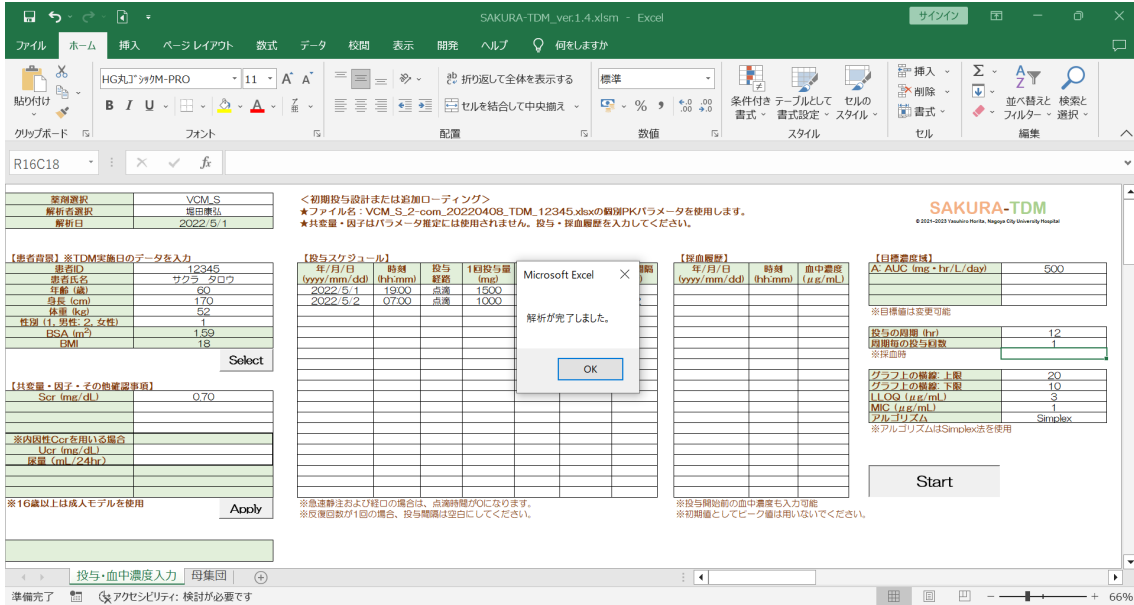 SAKURA-TDM_ver.1.4.xlsm - Excel
サインイン
ファイル ホーム 挿入 ページ レイアウト 数式 データ 校閲 表示 開発 ヘルプ 何をしますか
貼り付け
クリップボード
HG丸ｺﾞｼｯｸM-PRO 11
B I U
フォント
折り返して全体を表示する
セルを結合して中央揃え
配置
標準
数値
条件付き書式
テーブルとして書式設定
セルのスタイル
スタイル
挿入
削除
書式
セル
並べ替えとフィルター
検索と選択
編集
R16C18
fx
薬剤選択 VCM_S
解析者選択 堀田康弘
解析日 2022/5/1
＜初期投与設計または追加ローディング＞
★ファイル名：VCM_S_2-com_20220408_TDM_12345.xlsxの個別PKパラメータを使用します。
★共変量・因子はパラメータ推定には使用されません。投与・採血履歴を入力してください。
SAKURA-TDM
© 2021-2023 Yasuhiro Horita, Nagoya City University Hospital
【患者背景】※TDM実施日のデータを入力
患者ID 12345
患者氏名 サクラ　タロウ
年齢 (歳) 60
身長 (cm) 170
体重 (kg) 52
性別 (1, 男性; 2, 女性) 1
BSA (m²) 1.59
BMI 18
Select
【共変量・因子・その他確認事項】
Scr (mg/dL) 0.70
※内因性Ccrを用いる場合
Ucr (mg/dL)
尿量 (mL/24hr)
※16歳以上は成人モデルを使用
Apply
【投与スケジュール】
年/月/日 (yyyy/mm/dd) 時刻 (hh:mm) 投与経路 1回投与量 (mg)
2022/5/1 19:00 点滴 1500
2022/5/2 07:00 点滴 1000
※急速静注および経口の場合は、点滴時間が0になります。
※反復回数が1回の場合、投与間隔は空白にしてください。
Microsoft Excel
解析が完了しました。
OK
【採血履歴】
年/月/日 (yyyy/mm/dd) 時刻 (hh:mm) 血中濃度 (μg/mL)
※投与開始前の血中濃度も入力可能
※初期値としてピーク値は用いないでください。
【目標濃度域】
A: AUC (mg・hr/L/day) 500
※目標値は変更可能
投与の周期 (hr) 12
周期毎の投与回数 1
※採血時
グラフ上の横線: 上限 20
グラフ上の横線: 下限 10
LLOQ (μg/mL) 3
MIC (μg/mL) 1
アルゴリズム Simplex
※アルゴリズムはSimplex法を使用
Start
投与・血中濃度入力 母集団
準備完了 アクセシビリティ: 検討が必要です
66%